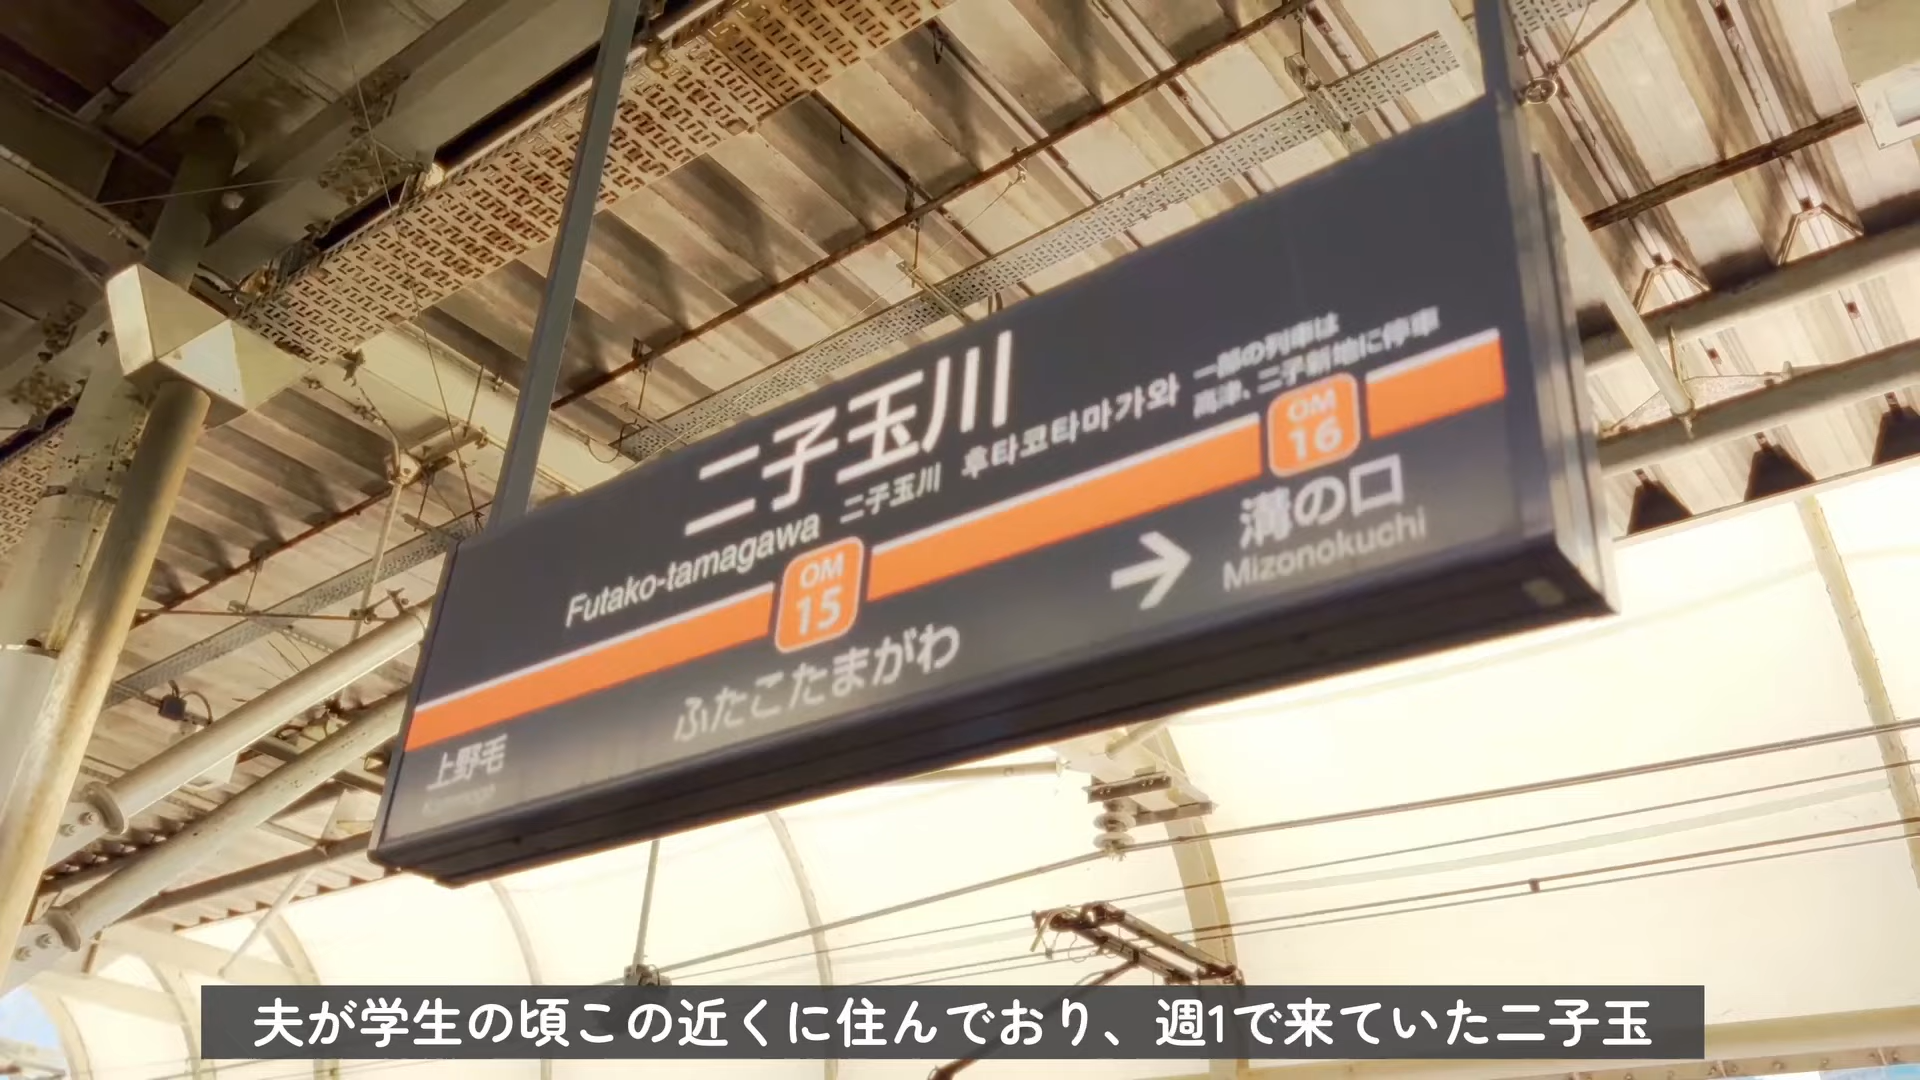 二子玉川
Futako-tamagawa 二子玉川 후타코타마가와
一部の列車は
高津、二子新地に停車
OM
15
OM
16
ふたこたまがわ
→ 溝の口
Mizonokuchi
上野毛
夫が学生の頃この近くに住んでおり、週1で来ていた二子玉